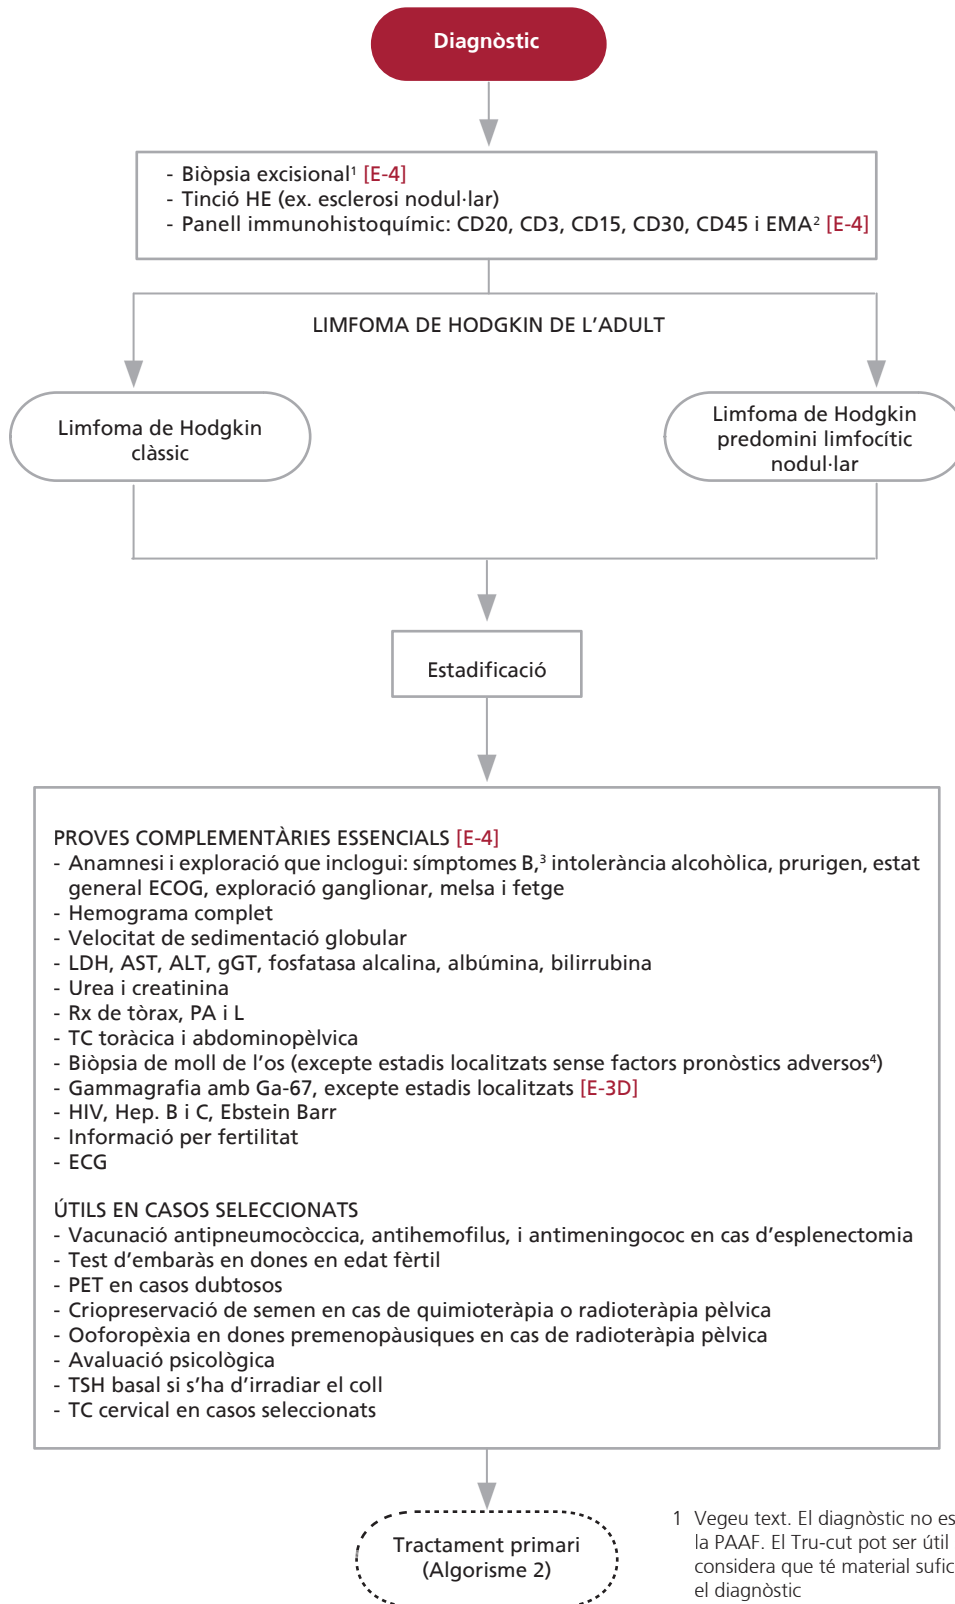 Diagnòstic
- Biòpsia excisional¹ [E-4]
- Tinció HE (ex. esclerosi nodul·lar)
- Panell immunohistoquímic: CD20, CD3, CD15, CD30, CD45 i EMA² [E-4]
LIMFOMA DE HODGKIN DE L’ADULT
Limfoma de Hodgkin
clàssic
Limfoma de Hodgkin
predomini limfocític
nodul·lar
Estadificació
PROVES COMPLEMENTÀRIES ESSENCIALS [E-4]
- Anamnesi i exploració que inclogui: símptomes B,³ intolerància alcohòlica, prurigen, estat
general ECOG, exploració ganglionar, melsa i fetge
- Hemograma complet
- Velocitat de sedimentació globular
- LDH, AST, ALT, gGT, fosfatasa alcalina, albúmina, bilirrubina
- Urea i creatinina
- Rx de tòrax, PA i L
- TC toràcica i abdominopèlvica
- Biòpsia de moll de l’os (excepte estadis localitzats sense factors pronòstics adversos⁴)
- Gammagrafia amb Ga-67, excepte estadis localitzats [E-3D]
- HIV, Hep. B i C, Ebstein Barr
- Informació per fertilitat
- ECG
ÚTILS EN CASOS SELECCIONATS
- Vacunació antipneumocòccica, antihemofilus, i antimeningococ en cas d’esplenectomia
- Test d’embaràs en dones en edat fèrtil
- PET en casos dubtosos
- Criopreservació de semen en cas de quimioteràpia o radioteràpia pèlvica
- Ooforopèxia en dones premenopàusiques en cas de radioteràpia pèlvica
- Avaluació psicològica
- TSH basal si s’ha d’irradiar el coll
- TC cervical en casos seleccionats
Tractament primari
(Algorisme 2)
1 Vegeu text. El diagnòstic no es
la PAAF. El Tru-cut pot ser útil
considera que té material sufic
el diagnòstic